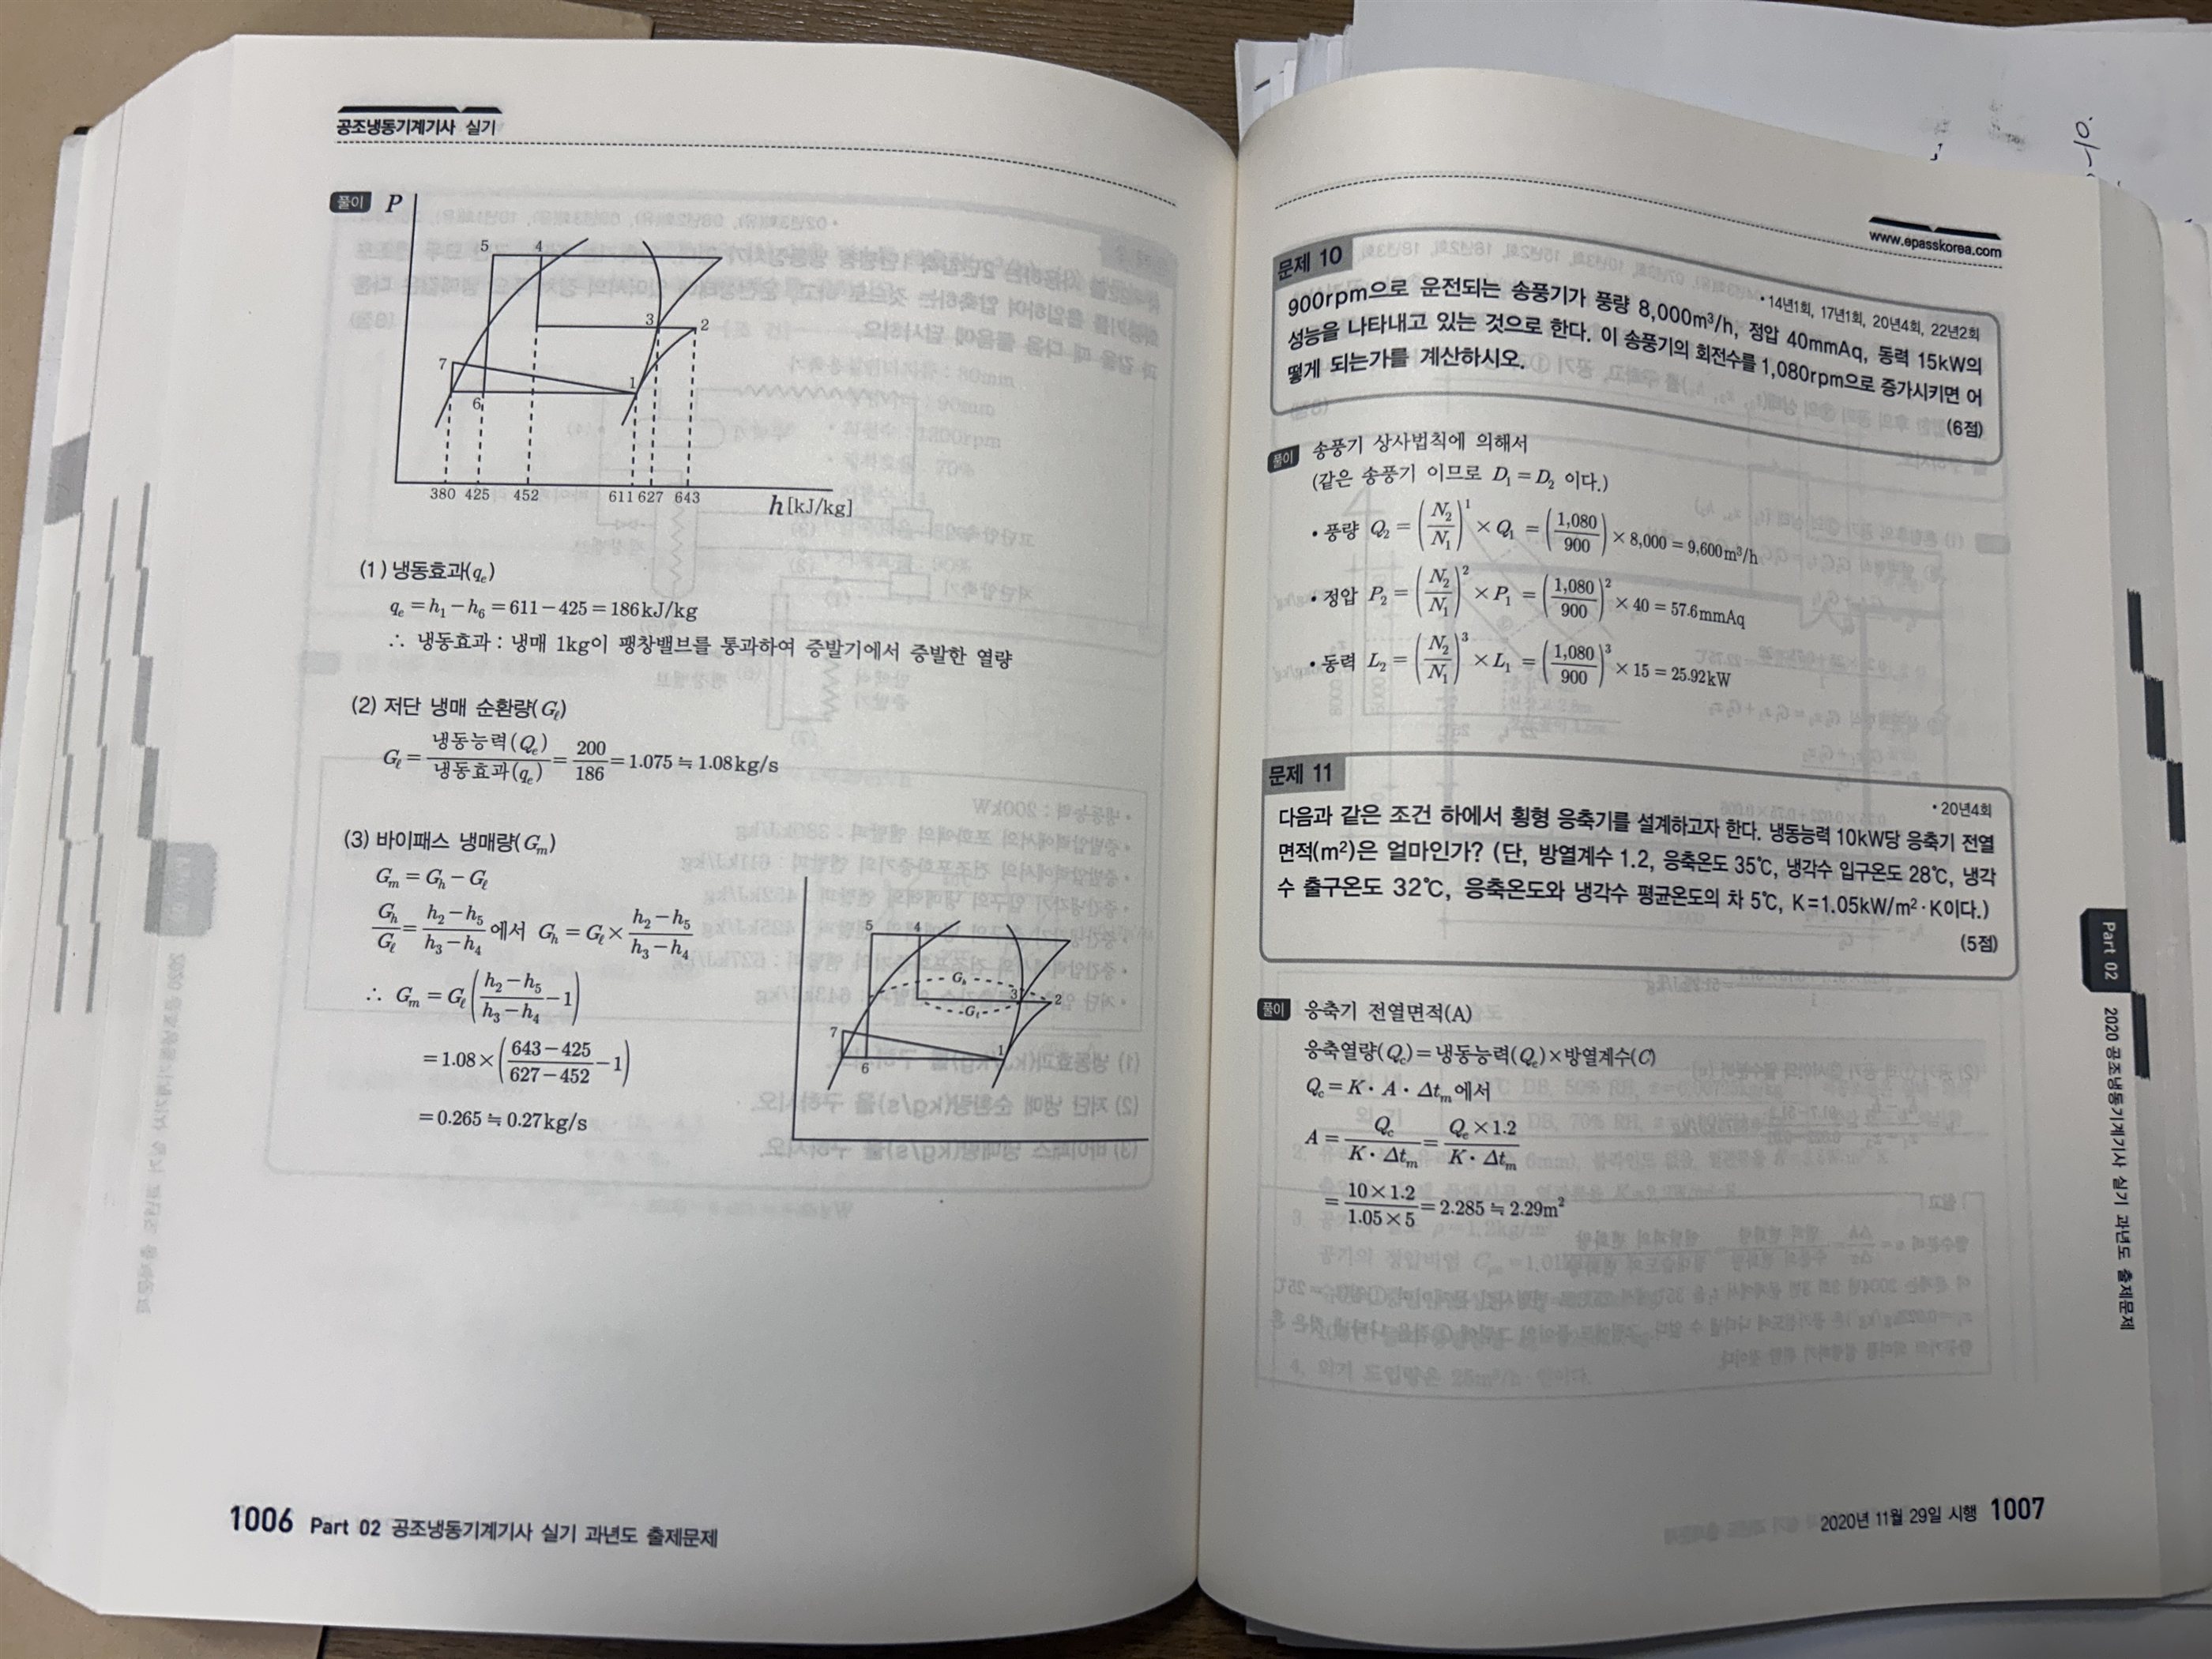 공조냉동기계기사 실기
풀이
P
5 4
3 2
7
1
6
380 425 452 611 627 643
h[kJ/kg]
(1) 냉동효과(qₑ)
qₑ = h₁ − h₆ = 611 − 425 = 186kJ/kg
∴ 냉동효과 : 냉매 1kg이 팽창밸브를 통과하여 증발기에서 증발한 열량
(2) 저단 냉매 순환량(Gℓ)
Gℓ = 냉동능력(Qₑ)/냉동효과(qₑ) = 200/186 = 1.075 ≒ 1.08kg/s
(3) 바이패스 냉매량(Gₘ)
Gₘ = Gₕ − Gℓ
Gₕ/Gℓ = (h₂−h₅)/(h₃−h₄)에서 Gₕ = Gℓ × (h₂−h₅)/(h₃−h₄)
∴ Gₘ = Gℓ((h₂−h₅)/(h₃−h₄) − 1)
= 1.08 × ((643−425)/(627−452) − 1)
= 0.265 ≒ 0.27kg/s
5 4
Gₕ
3 2
Gℓ
7
1
6
1006 Part 02 공조냉동기계기사 실기 과년도 출제문제
www.epasskorea.com
문제 10
• 14년1회, 17년1회, 20년4회, 22년2회
900rpm으로 운전되는 송풍기가 풍량 8,000m³/h, 정압 40mmAq, 동력 15kW의
성능을 나타내고 있는 것으로 한다. 이 송풍기의 회전수를 1,080rpm으로 증가시키면 어
떻게 되는가를 계산하시오.
(6점)
풀이 송풍기 상사법칙에 의해서
(같은 송풍기 이므로 D₁ = D₂ 이다.)
• 풍량 Q₂ = (N₂/N₁)¹ × Q₁ = (1,080/900) × 8,000 = 9,600m³/h
• 정압 P₂ = (N₂/N₁)² × P₁ = (1,080/900)² × 40 = 57.6mmAq
• 동력 L₂ = (N₂/N₁)³ × L₁ = (1,080/900)³ × 15 = 25.92kW
문제 11
• 20년4회
다음과 같은 조건 하에서 횡형 응축기를 설계하고자 한다. 냉동능력 10kW당 응축기 전열
면적(m²)은 얼마인가? (단, 방열계수 1.2, 응축온도 35℃, 냉각수 입구온도 28℃, 냉각
수 출구온도 32℃, 응축온도와 냉각수 평균온도의 차 5℃, K=1.05kW/m²·K이다.)
(5점)
풀이 응축기 전열면적(A)
응축열량(Q꜀) = 냉동능력(Qₑ)×방열계수(C)
Q꜀ = K · A · Δtₘ에서
A = Q꜀/(K · Δtₘ) = (Qₑ × 1.2)/(K · Δtₘ)
= (10 × 1.2)/(1.05 × 5) = 2.285 ≒ 2.29m²
Part 02
2020 공조냉동기계기사 실기 과년도 출제문제
2020년 11월 29일 시행 1007